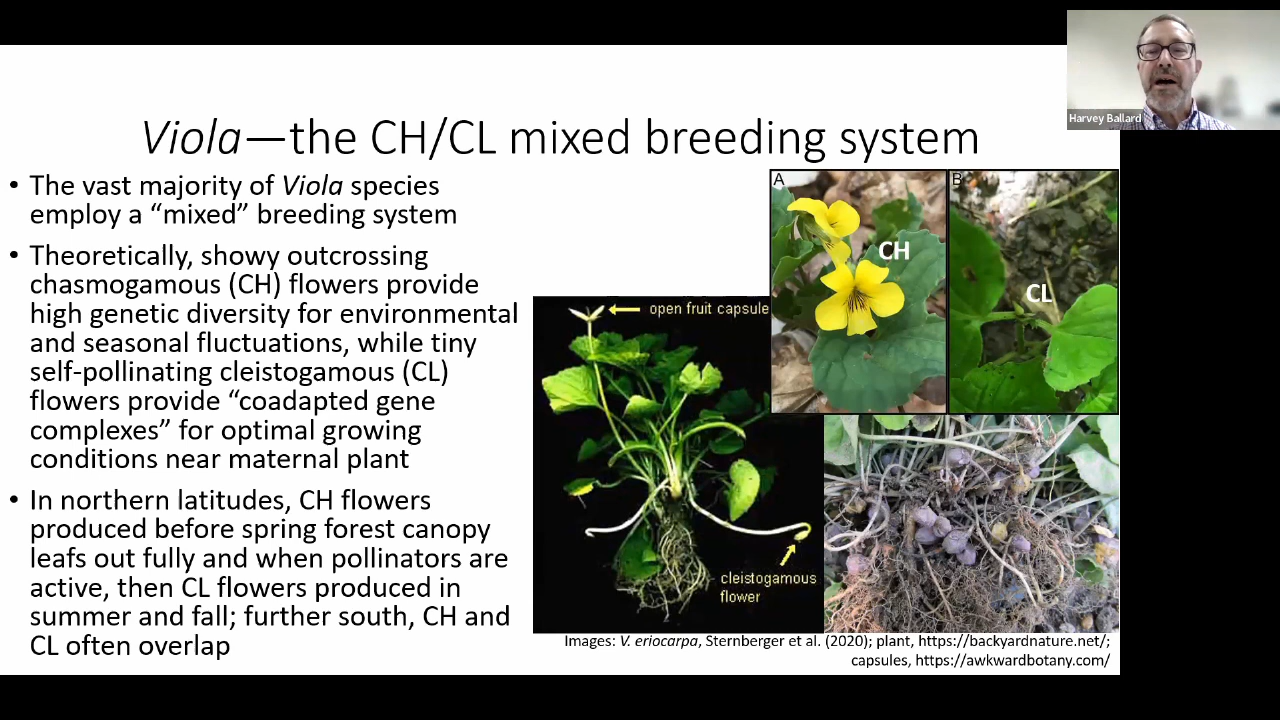 Harvey Ballard
Viola—the CH/CL mixed breeding system
• The vast majority of Viola species
employ a “mixed” breeding system
• Theoretically, showy outcrossing
chasmogamous (CH) flowers provide
high genetic diversity for environmental
and seasonal fluctuations, while tiny
self-pollinating cleistogamous (CL)
flowers provide “coadapted gene
complexes” for optimal growing
conditions near maternal plant
• In northern latitudes, CH flowers
produced before spring forest canopy
leafs out fully and when pollinators are
active, then CL flowers produced in
summer and fall; further south, CH and
CL often overlap
A
CH
B
CL
open fruit capsule
cleistogamous
flower
Images: V. eriocarpa, Sternberger et al. (2020); plant, https://backyardnature.net/;
capsules, https://awkwardbotany.com/